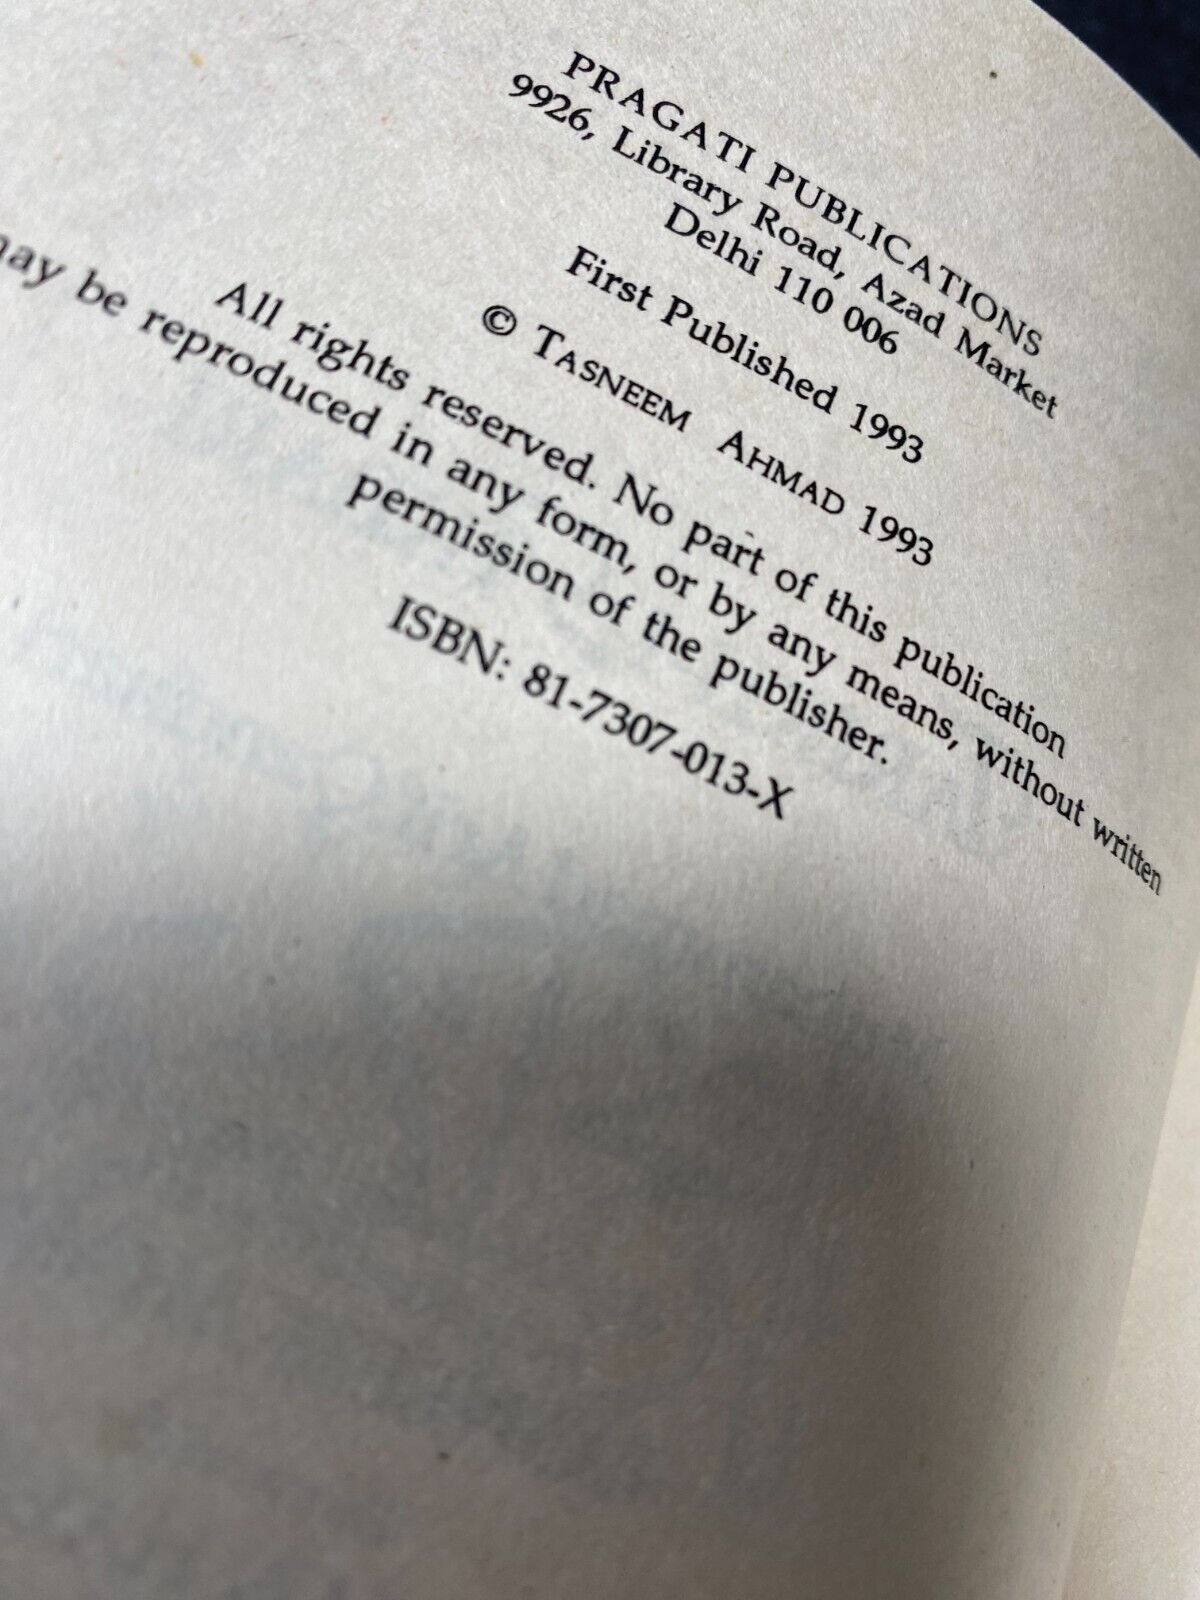 PRAGATI PUBLICATIONS
9926, Library Road, Azad Market
Delhi 110 006
First Published 1993
© TASNEEM AHMAD 1993
All rights reserved. No part of this publication
may be reproduced in any form, or by any means, without written
permission of the publisher.
ISBN: 81-7307-013-X